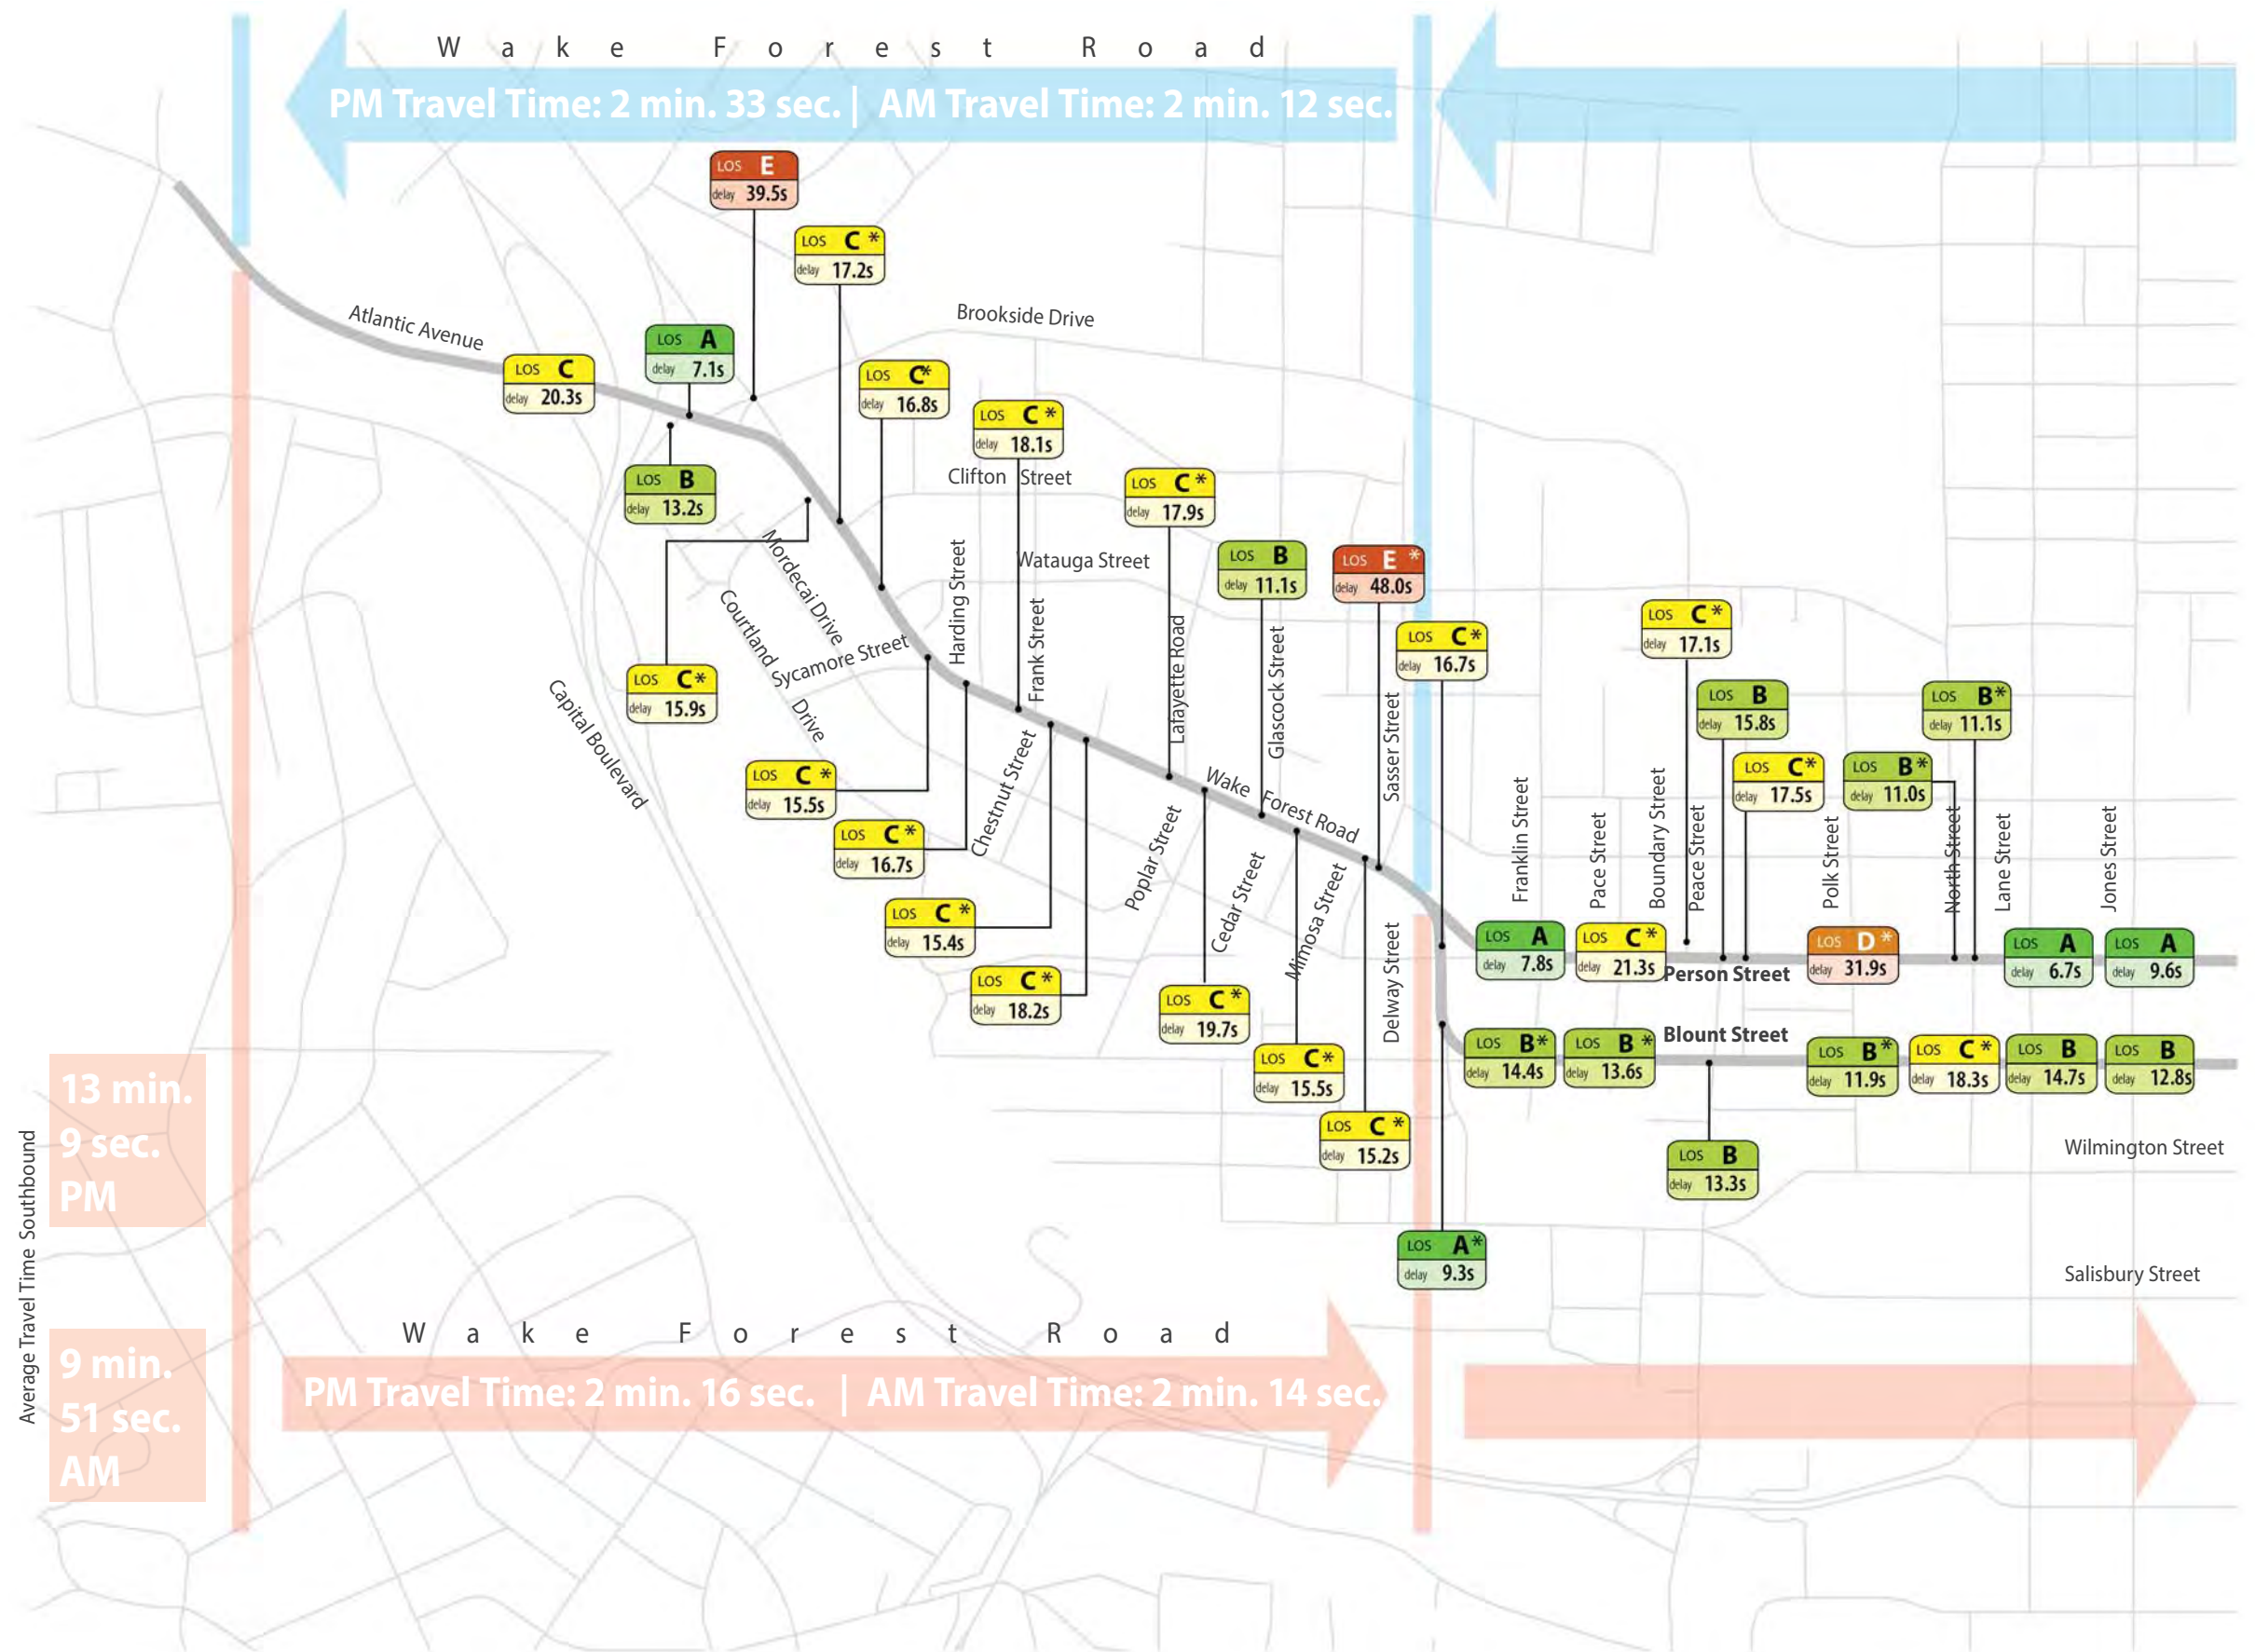 Wake Forest Road
PM Travel Time: 2 min. 33 sec. | AM Travel Time: 2 min. 12 sec.
LOS E
delay 39.5s
LOS C *
delay 17.2s
Brookside Drive
Atlantic Avenue
LOS A
delay 7.1s
LOS C
delay 20.3s
LOS C*
delay 16.8s
LOS C *
delay 18.1s
Clifton Street
LOS B
delay 13.2s
LOS C *
delay 17.9s
Watauga Street
LOS B
delay 11.1s
LOS E *
delay 48.0s
Mordecai Drive
Courtland Drive
Sycamore Street
Harding Street
Frank Street
Lafayette Road
Glascock Street
Sasser Street
LOS C *
delay 16.7s
LOS C *
delay 17.1s
LOS C *
delay 15.9s
Capital Boulevard
LOS B
delay 15.8s
LOS B*
delay 11.1s
LOS C *
delay 15.5s
Chestnut Street
Wake Forest Road
LOS C*
delay 17.5s
LOS B*
delay 11.0s
LOS C *
delay 16.7s
Poplar Street
Cedar Street
Mimosa Street
Delway Street
Franklin Street
Pace Street
Boundary Street
Peace Street
Polk Street
North Street
Lane Street
Jones Street
LOS C *
delay 15.4s
LOS C *
delay 18.2s
LOS A
delay 7.8s
LOS C *
delay 21.3s
Person Street
LOS D *
delay 31.9s
LOS A
delay 6.7s
LOS A
delay 9.6s
LOS C *
delay 19.7s
Blount Street
LOS B*
delay 14.4s
LOS B *
delay 13.6s
LOS B*
delay 11.9s
LOS C *
delay 18.3s
LOS B
delay 14.7s
LOS B
delay 12.8s
LOS C*
delay 15.5s
LOS C *
delay 15.2s
LOS B
delay 13.3s
Wilmington Street
LOS A*
delay 9.3s
Salisbury Street
Average Travel Time Southbound
13 min.
9 sec.
PM
9 min.
51 sec.
AM
Wake Forest Road
PM Travel Time: 2 min. 16 sec. | AM Travel Time: 2 min. 14 sec.